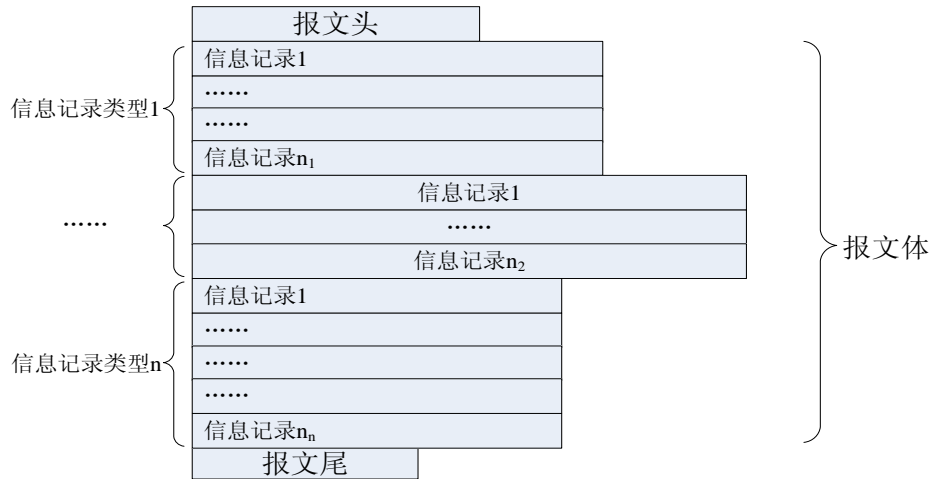 报文头
信息记录1
……
信息记录类型1
……
信息记录n₁
信息记录1
……
……
信息记录n₂
报文体
信息记录1
……
信息记录类型n
……
……
信息记录nₙ
报文尾